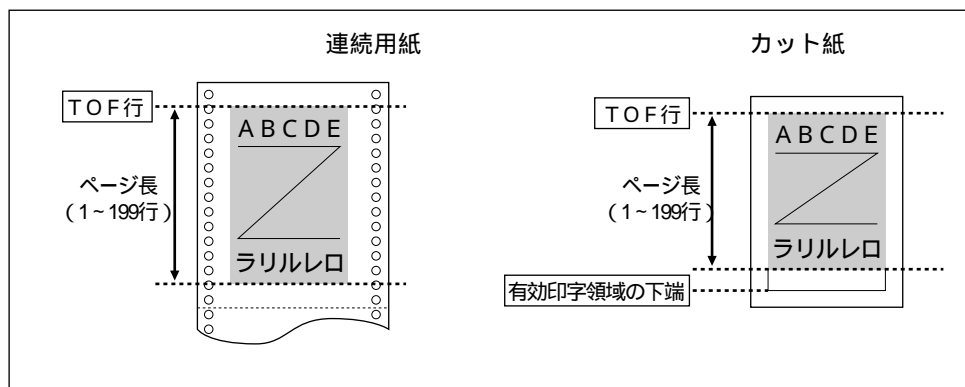 連続用紙
TOF行
ABCDE
ページ長
(1~199行)
ラリルレロ
カット紙
TOF行
ABCDE
ページ長
(1~199行)
ラリルレロ
有効印字領域の下端